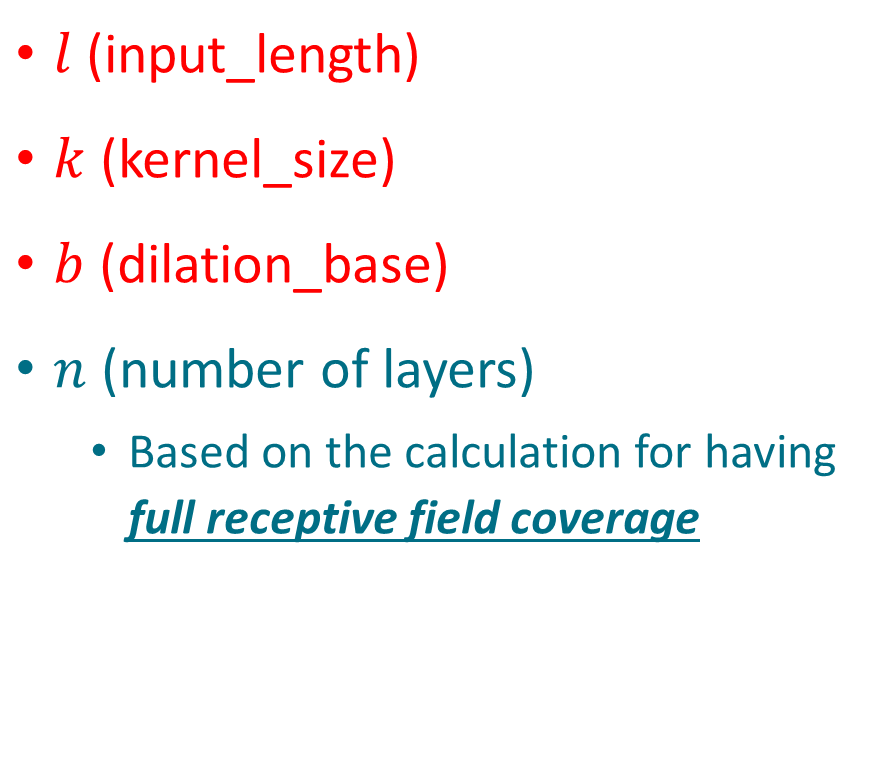 • l (input_length)
• k (kernel_size)
• b (dilation_base)
• n (number of layers)
• Based on the calculation for having
full receptive field coverage